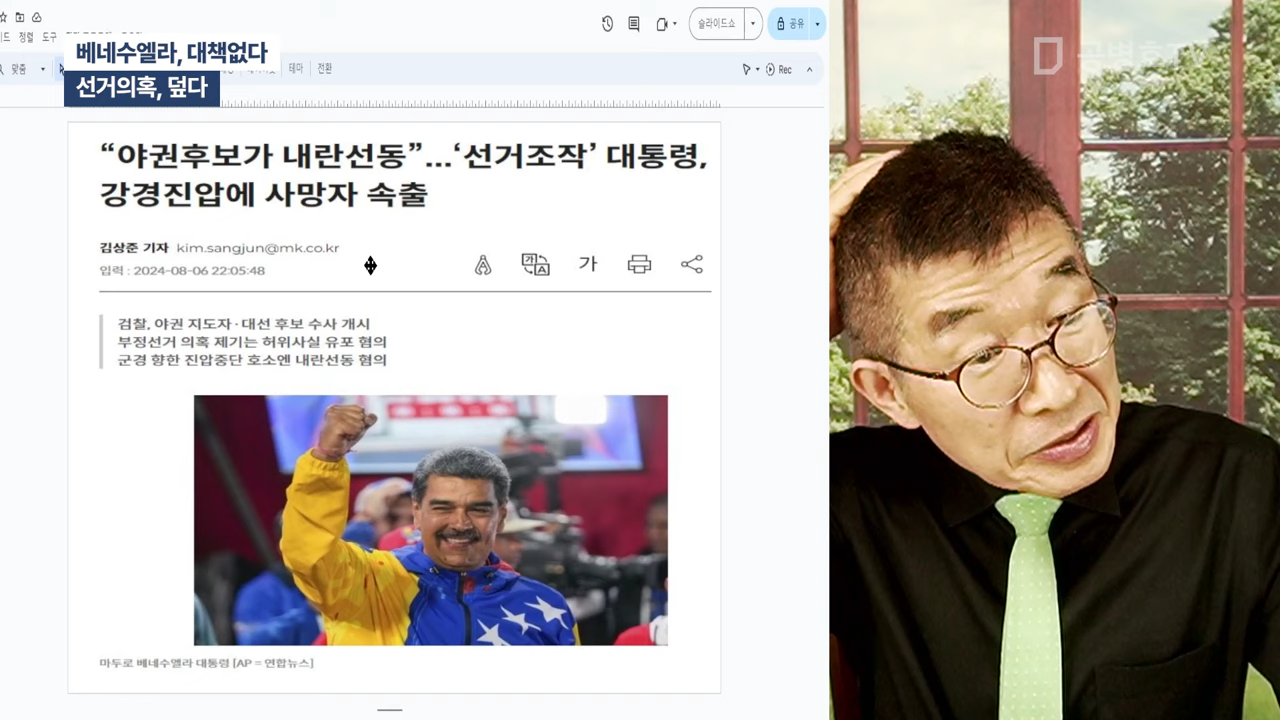 슬라이드쇼
공유
정렬 도구
베네수엘라, 대책없다
맞춤
테마
전환
Rec
선거의혹, 덮다
“야권후보가 내란선동”…‘선거조작’ 대통령,
강경진압에 사망자 속출
김상준 기자 kim.sangjun@mk.co.kr
입력 : 2024-08-06 22:05:48
가
검찰, 야권 지도자·대선 후보 수사 개시
부정선거 의혹 제기는 허위사실 유포 혐의
군경 향한 진압중단 호소엔 내란선동 혐의
마두로 베네수엘라 대통령 [AP = 연합뉴스]